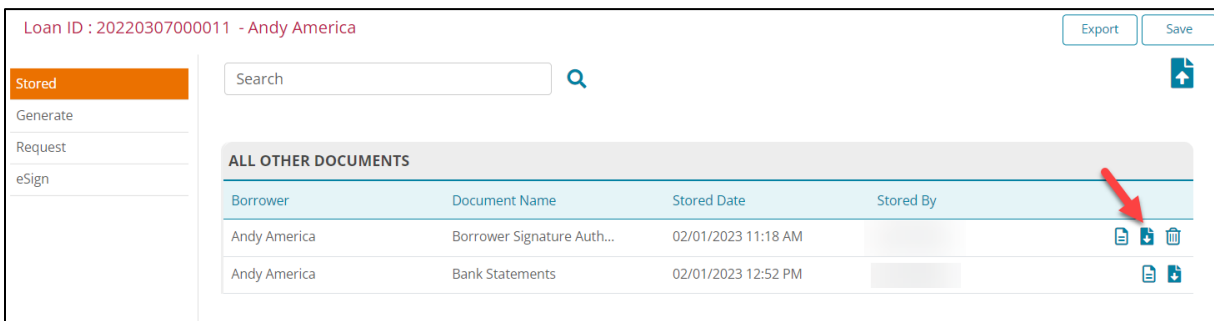 Loan ID : 20220307000011 - Andy America
Export
Save
Stored
Generate
Request
eSign
Search
ALL OTHER DOCUMENTS
Borrower Document Name Stored Date Stored By
Andy America Borrower Signature Auth... 02/01/2023 11:18 AM
Andy America Bank Statements 02/01/2023 12:52 PM